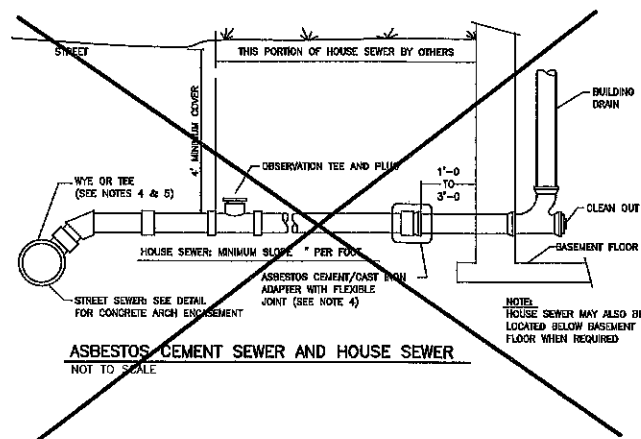 STREET
THIS PORTION OF HOUSE SEWER BY OTHERS
4' MINIMUM COVER
BUILDING
DRAIN
OBSERVATION TEE AND PLUG
1'-0
TO
3'-0
WYE OR TEE
(SEE NOTES 4 & 5)
CLEAN OUT
HOUSE SEWER: MINIMUM SLOPE " PER FOOT
BASEMENT FLOOR
ASBESTOS CEMENT/CAST IRON
ADAPTER WITH FLEXIBLE
JOINT (SEE NOTE 4)
STREET SEWER: SEE DETAIL
FOR CONCRETE ARCH ENCASEMENT
NOTE:
HOUSE SEWER MAY ALSO BE
LOCATED BELOW BASEMENT
FLOOR WHEN REQUIRED
ASBESTOS CEMENT SEWER AND HOUSE SEWER
NOT TO SCALE